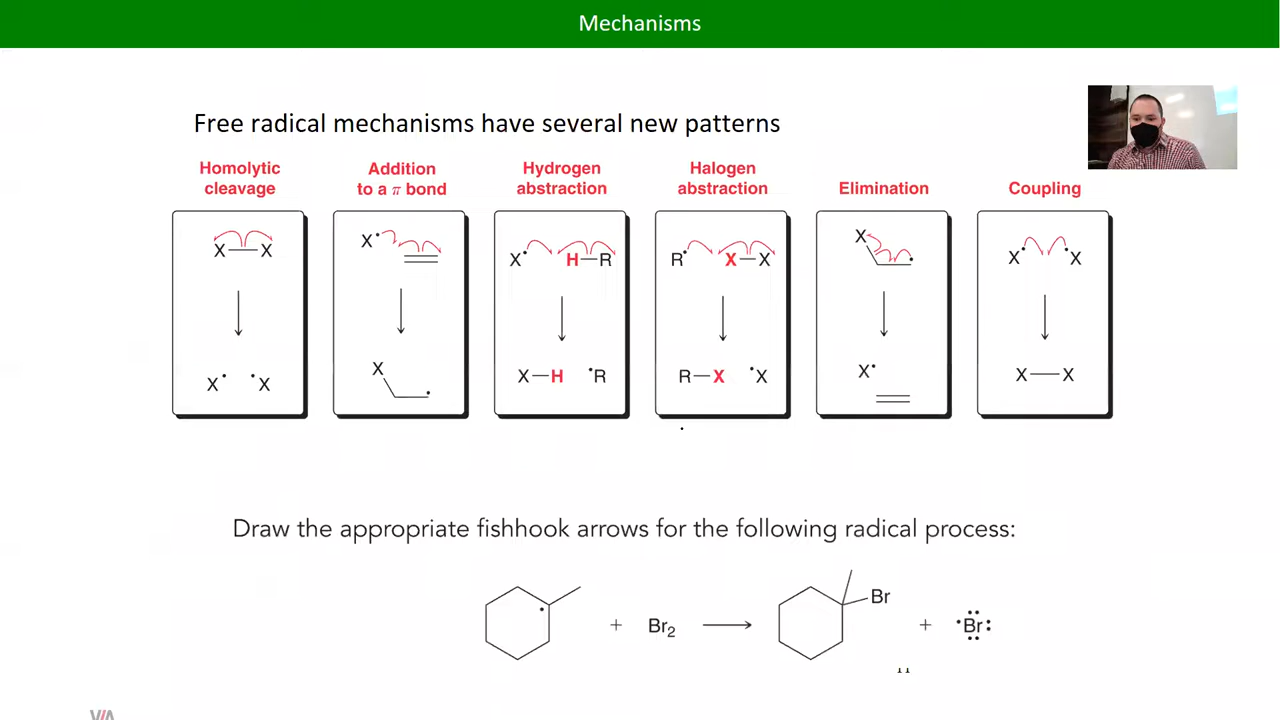 Mechanisms
Free radical mechanisms have several new patterns
Homolytic cleavage
Addition to a π bond
Hydrogen abstraction
Halogen abstraction
Elimination
Coupling
X—X
X•
X• H—R
R• X—X
X
X• •X
X• •X
X
X—H •R
R—X •X
X•
X—X
Draw the appropriate fishhook arrows for the following radical process:
+ Br₂ Br + •Br: